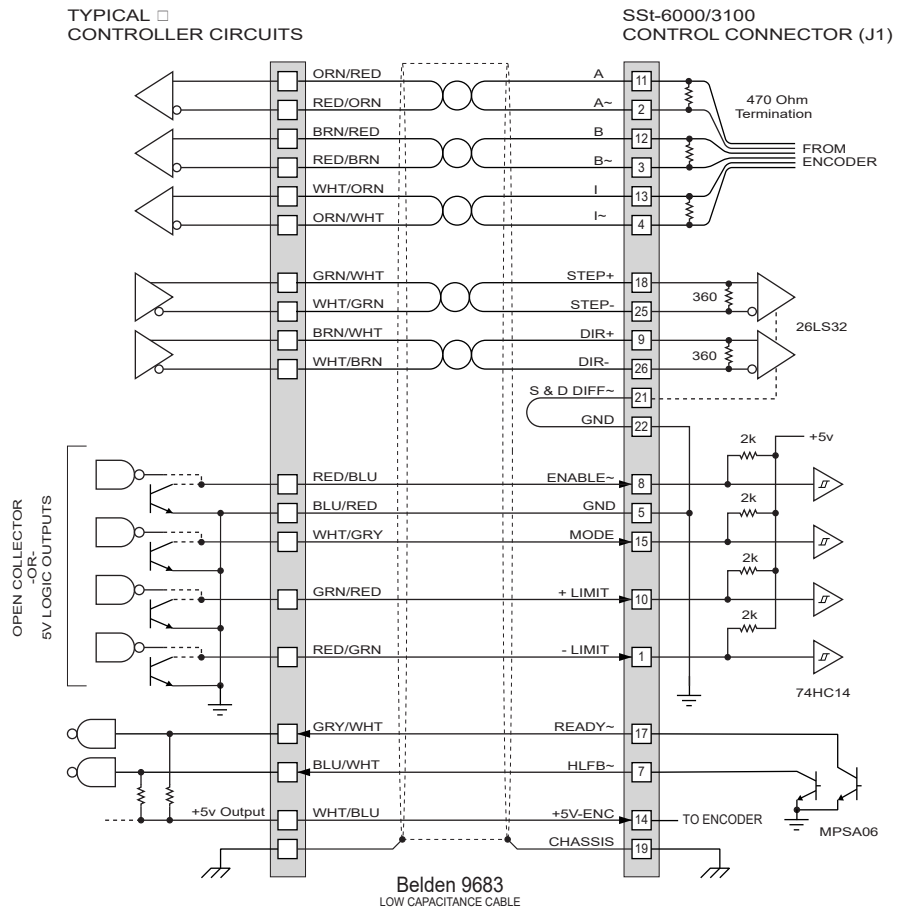 TYPICAL □
CONTROLLER CIRCUITS
SSt-6000/3100
CONTROL CONNECTOR (J1)
ORN/RED A 11
RED/ORN A~ 2
470 Ohm
Termination
BRN/RED B 12
RED/BRN B~ 3
FROM
ENCODER
WHT/ORN I 13
ORN/WHT I~ 4
GRN/WHT STEP+ 18
360
WHT/GRN STEP- 25
26LS32
BRN/WHT DIR+ 9
360
WHT/BRN DIR- 26
S & D DIFF~ 21
GND 22
2k +5v
RED/BLU ENABLE~ 8
2k
BLU/RED GND 5
WHT/GRY MODE 15
2k
GRN/RED + LIMIT 10
2k
RED/GRN - LIMIT 1
74HC14
OPEN COLLECTOR
-OR-
5V LOGIC OUTPUTS
GRY/WHT READY~ 17
BLU/WHT HLFB~ 7
+5v Output WHT/BLU +5V-ENC 14 TO ENCODER
MPSA06
CHASSIS 19
Belden 9683
LOW CAPACITANCE CABLE